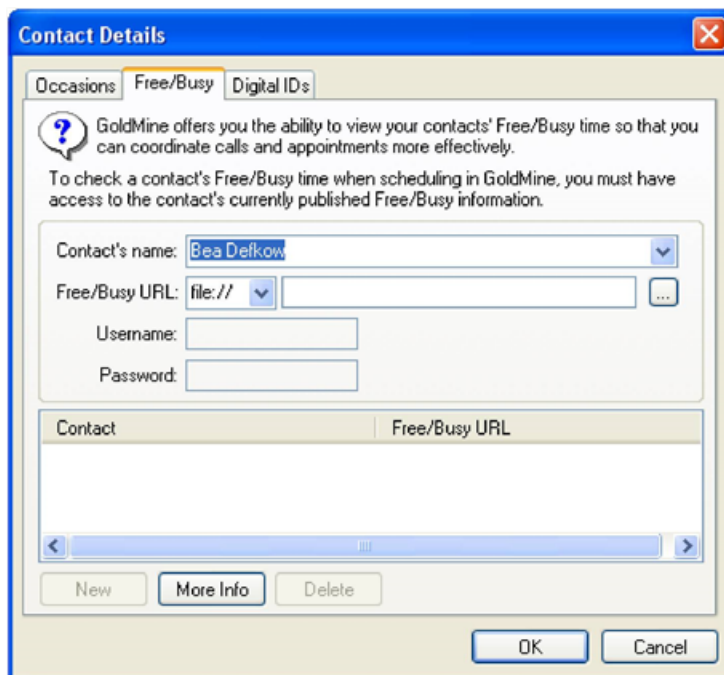 Contact Details
Occasions Free/Busy Digital IDs
GoldMine offers you the ability to view your contacts' Free/Busy time so that you
can coordinate calls and appointments more effectively.
To check a contact's Free/Busy time when scheduling in GoldMine, you must have
access to the contact's currently published Free/Busy information.
Contact's name: Bea Defkow
Free/Busy URL: file:// ...
Username:
Password:
Contact Free/Busy URL
New More Info Delete
OK Cancel